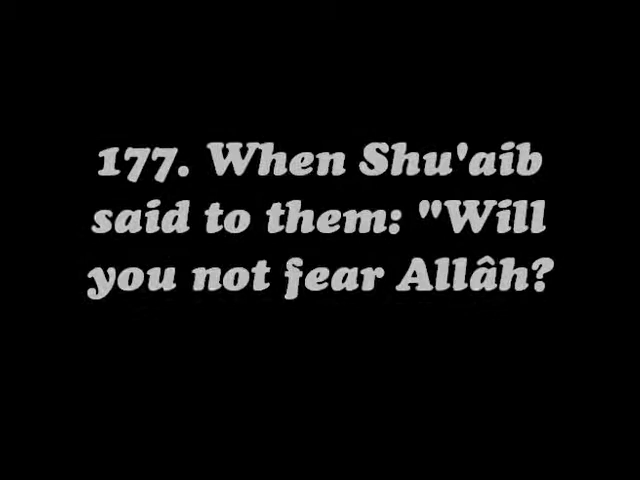 177. When Shu'aib
said to them: "Will
you not fear Allâh?